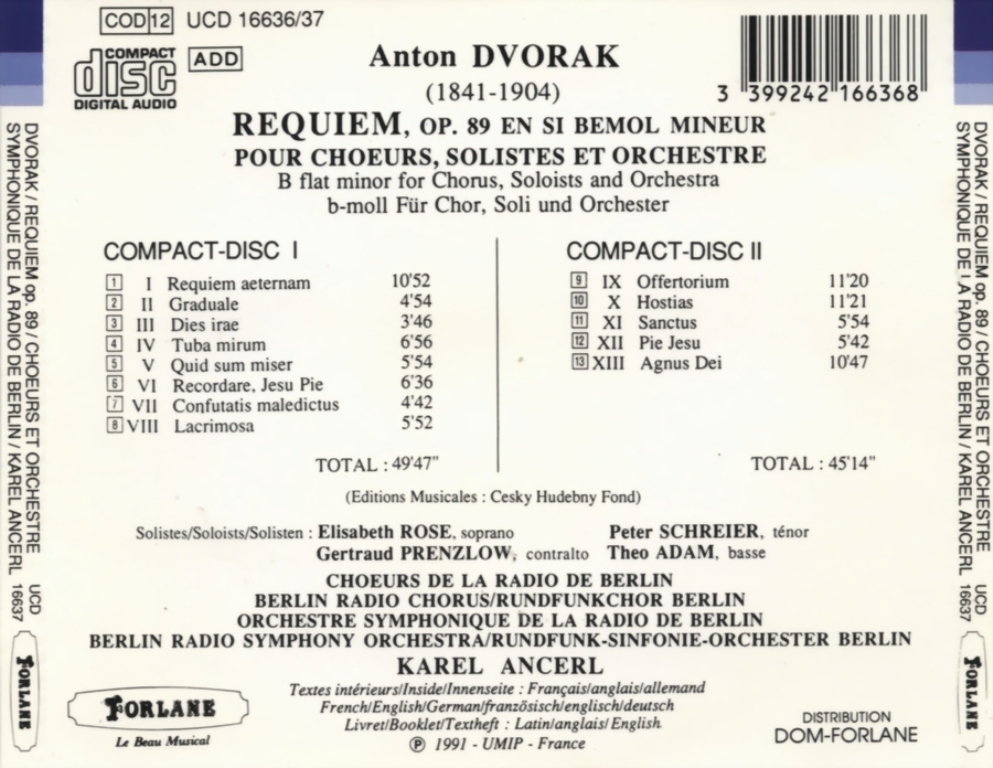 COD 12 UCD 16636/37
COMPACT disc DIGITAL AUDIO
ADD
Anton DVORAK
(1841-1904)
3 399242 166368
REQUIEM, OP. 89 EN SI BEMOL MINEUR
POUR CHOEURS, SOLISTES ET ORCHESTRE
B flat minor for Chorus, Soloists and Orchestra
b-moll Für Chor, Soli und Orchester
COMPACT-DISC I
1 I Requiem aeternam 10'52
2 II Graduale 4'54
3 III Dies irae 3'46
4 IV Tuba mirum 6'56
5 V Quid sum miser 5'54
6 VI Recordare, Jesu Pie 6'36
7 VII Confutatis maledictus 4'42
8 VIII Lacrimosa 5'52
TOTAL : 49'47"
COMPACT-DISC II
9 IX Offertorium 11'20
10 X Hostias 11'21
11 XI Sanctus 5'54
12 XII Pie Jesu 5'42
13 XIII Agnus Dei 10'47
TOTAL : 45'14"
(Editions Musicales : Cesky Hudebny Fond)
Solistes/Soloists/Solisten : Elisabeth ROSE, soprano Peter SCHREIER, ténor
Gertraud PRENZLOW, contralto Theo ADAM, basse
CHOEURS DE LA RADIO DE BERLIN
BERLIN RADIO CHORUS/RUNDFUNKCHOR BERLIN
ORCHESTRE SYMPHONIQUE DE LA RADIO DE BERLIN
BERLIN RADIO SYMPHONY ORCHESTRA/RUNDFUNK-SINFONIE-ORCHESTER BERLIN
KAREL ANCERL
Textes intérieurs/Inside/Innenseite : Français/anglais/allemand
French/English/German/französisch/englisch/deutsch
Livret/Booklet/Textheft : Latin/anglais/English
℗ 1991 - UMIP - France
FORLANE
Le Beau Musical
DISTRIBUTION
DOM-FORLANE
DVORAK / REQUIEM op. 89 / CHOEURS ET ORCHESTRE
SYMPHONIQUE DE LA RADIO DE BERLIN / KAREL ANCERL
UCD
16637
FORLANE
DVORAK / REQUIEM op. 89 / CHOEURS ET ORCHESTRE
SYMPHONIQUE DE LA RADIO DE BERLIN / KAREL ANCERL
UCD
16637
FORLANE